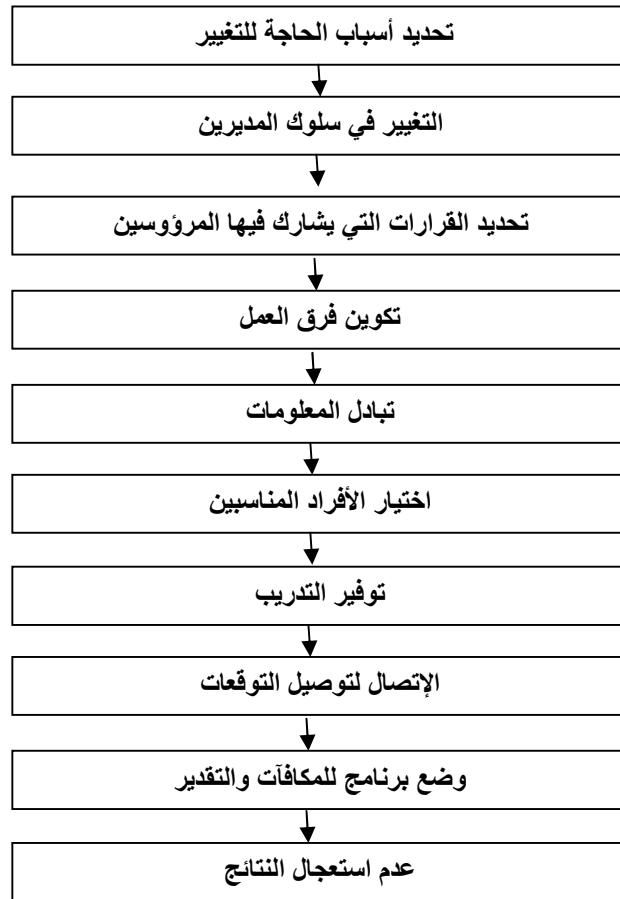 تحديد أسباب الحاجة للتغيير
التغيير في سلوك المديرين
تحديد القرارات التي يشارك فيها المرؤوسين
تكوين فرق العمل
تبادل المعلومات
اختيار الأفراد المناسبين
توفير التدريب
الإتصال لتوصيل التوقعات
وضع برنامج للمكافآت والتقدير
عدم استعجال النتائج